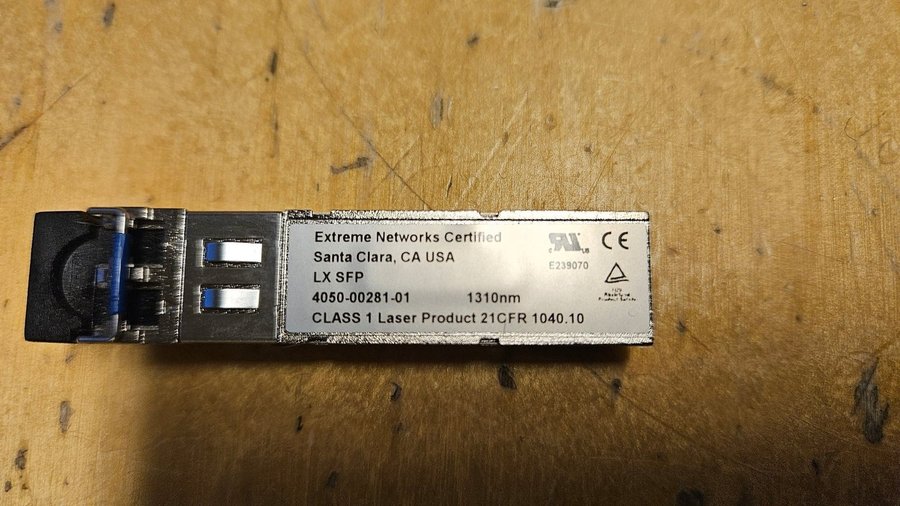 Extreme Networks Certified
Santa Clara, CA USA
LX SFP
4050-00281-01 1310nm
CLASS 1 Laser Product 21CFR 1040.10
CE
E239070